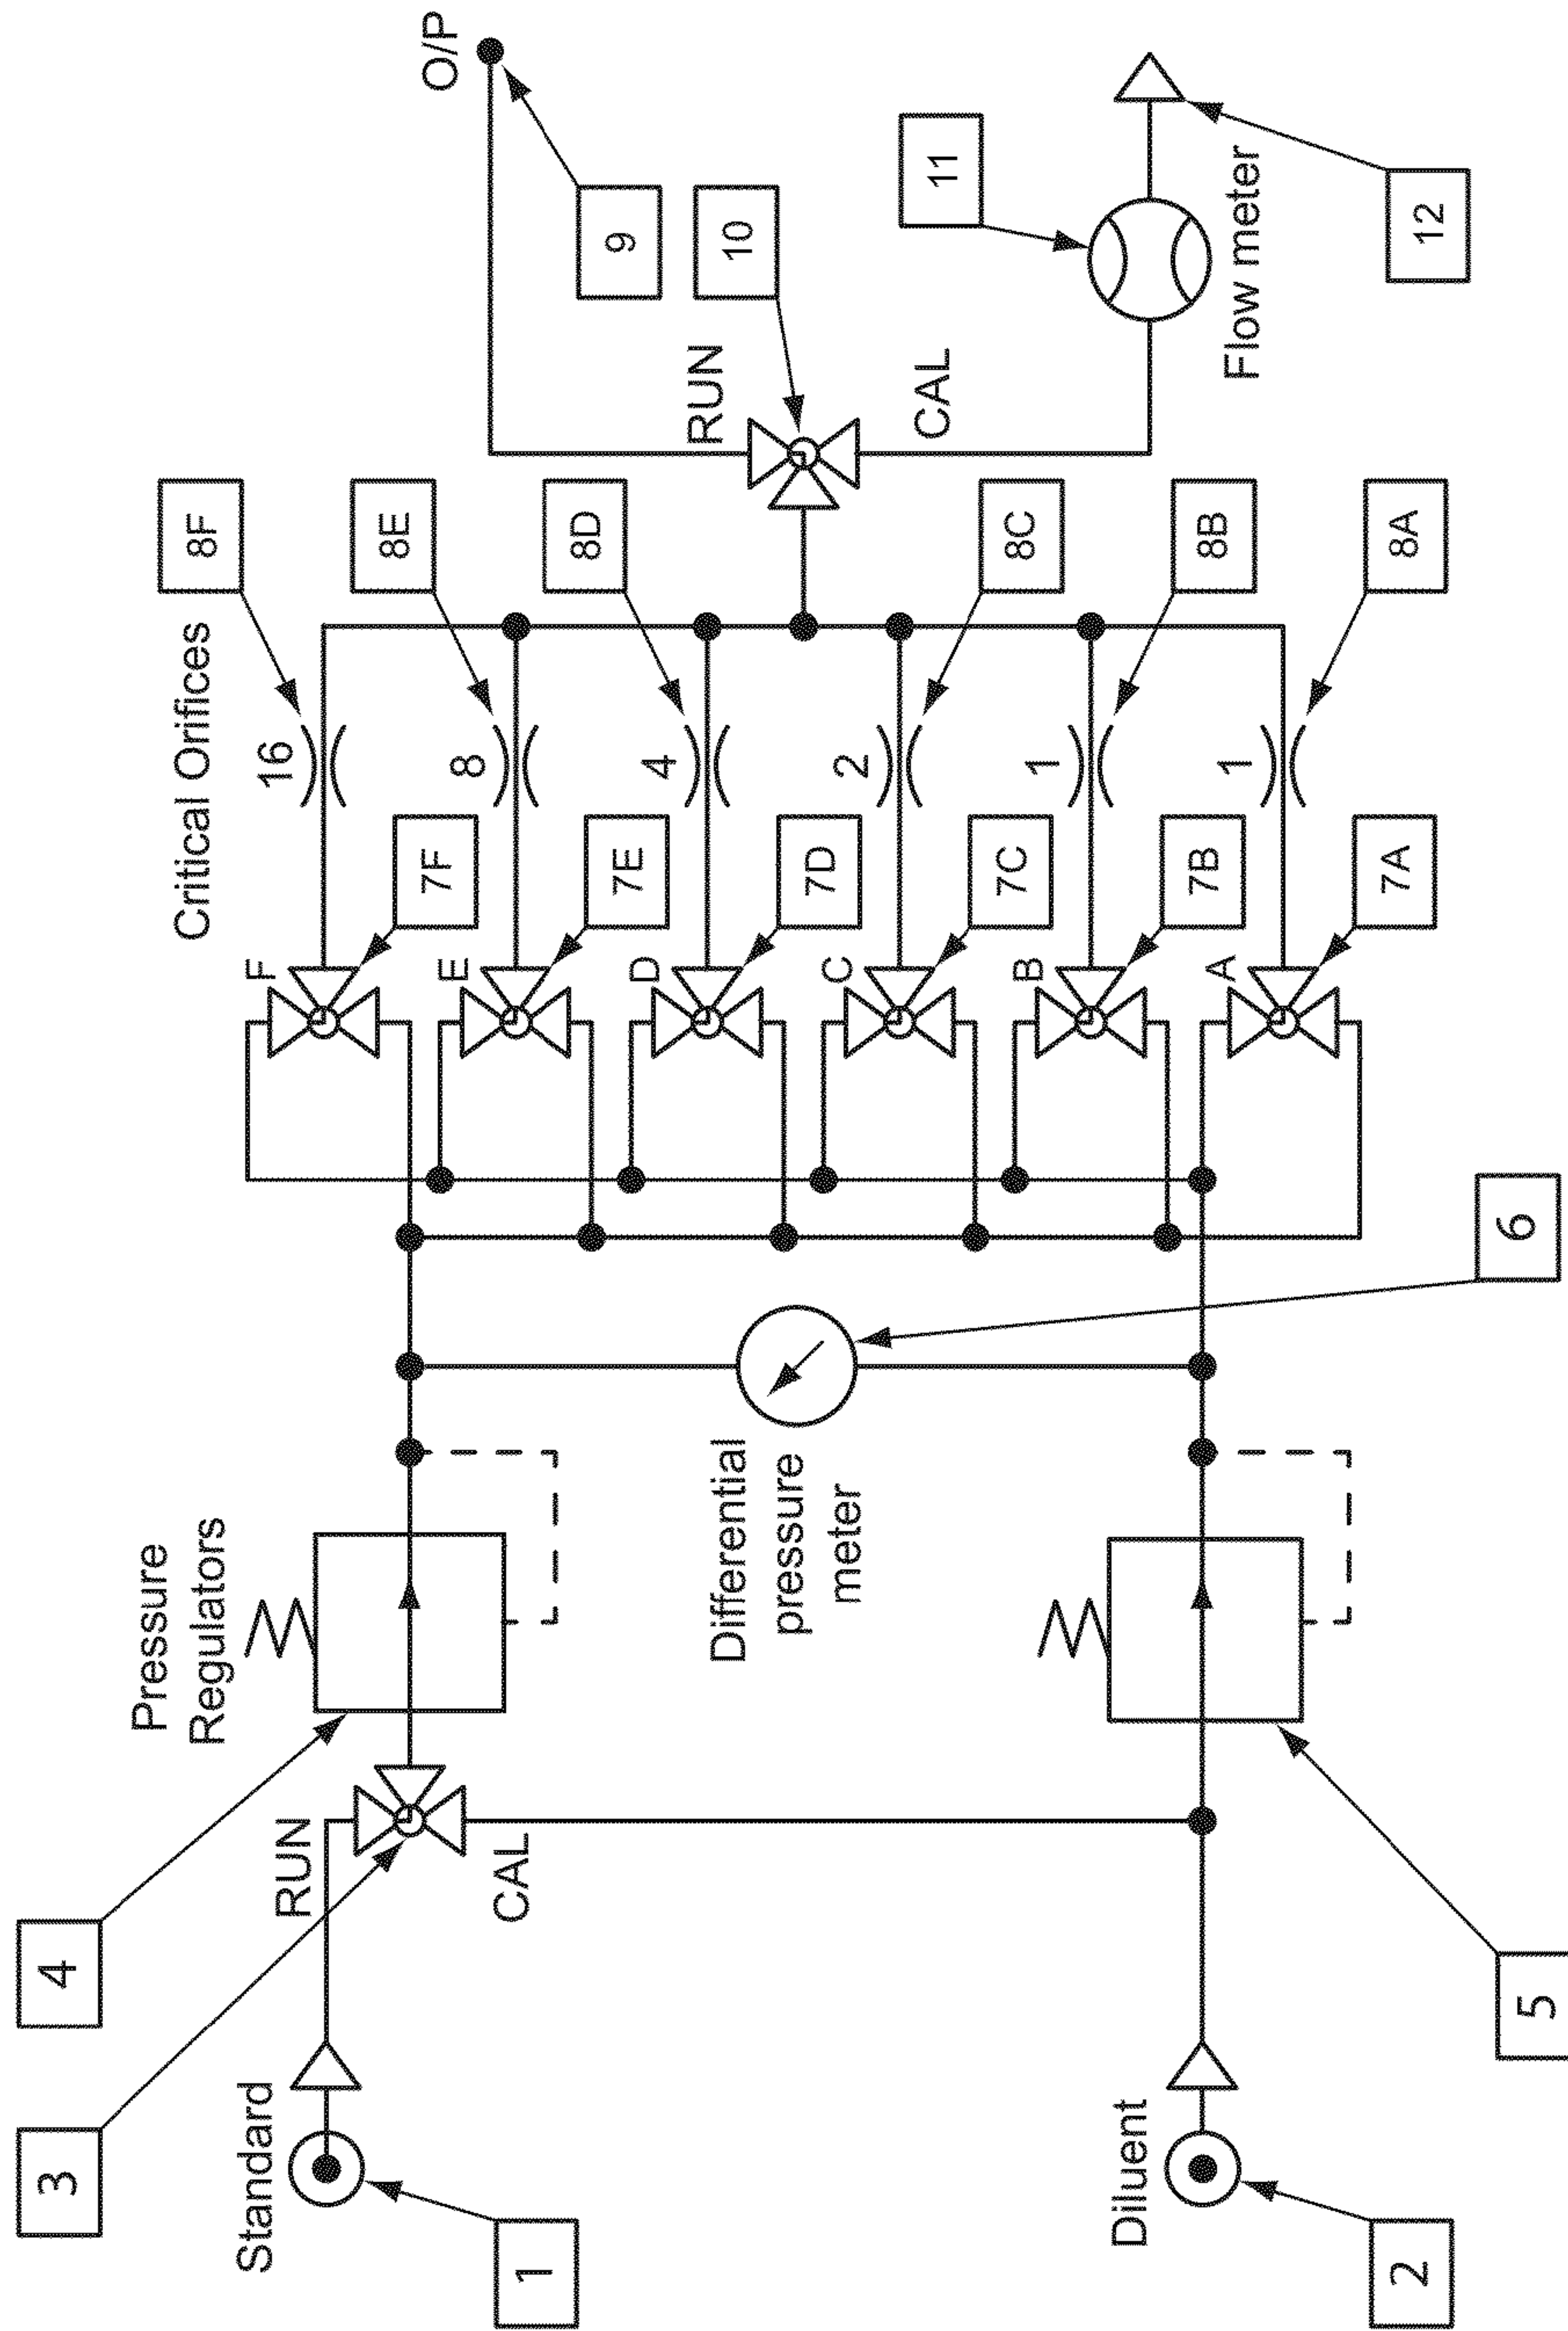 Standard
1
3
4
RUN
CAL
Pressure
Regulators
Diluent
2
5
Differential
pressure
meter
6
Critical Orifices
F
7F
16
8F
E
7E
8
8E
D
7D
4
8D
C
7C
2
8C
B
7B
1
8B
A
7A
1
8A
RUN
CAL
10
O/P
9
11
Flow meter
12